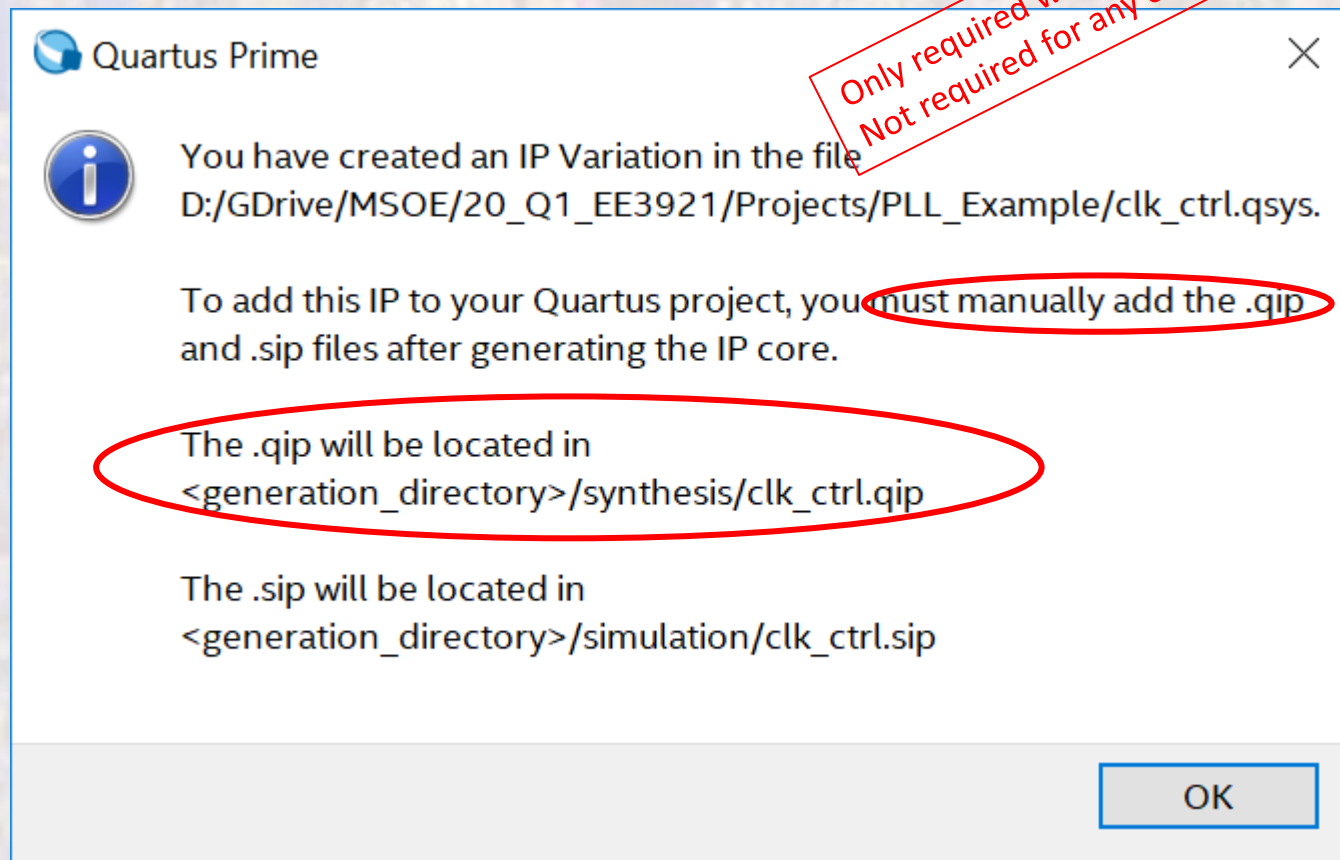 Only required
Not required for any
Quartus Prime
You have created an IP Variation in the file
D:/GDrive/MSOE/20_Q1_EE3921/Projects/PLL_Example/clk_ctrl.qsys.
To add this IP to your Quartus project, you must manually add the .qip
and .sip files after generating the IP core.
The .qip will be located in
<generation_directory>/synthesis/clk_ctrl.qip
The .sip will be located in
<generation_directory>/simulation/clk_ctrl.sip
OK